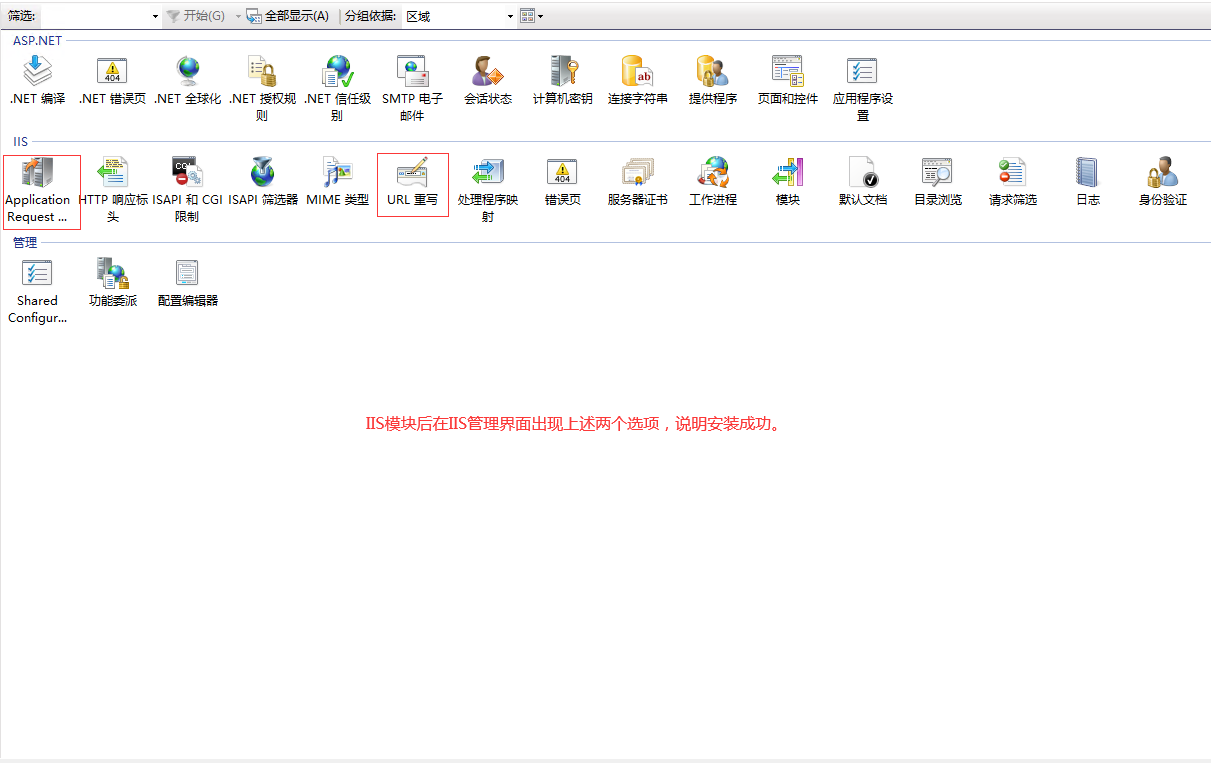 筛选: 开始(G) 全部显示(A) 分组依据: 区域
ASP.NET
.NET 编译 .NET 错误页 .NET 全球化 .NET 授权规 .NET 信任级 SMTP 电子 会话状态 计算机密钥 连接字符串 提供程序 页面和控件 应用程序设
则 别 邮件 置
IIS
Application HTTP 响应标 ISAPI 和 CGI ISAPI 筛选器 MIME 类型 URL 重写 处理程序映 错误页 服务器证书 工作进程 模块 默认文档 目录浏览 请求筛选 日志 身份验证
Request ... 头 限制 射
管理
Shared 功能委派 配置编辑器
Configur...
IIS模块后在IIS管理界面出现上述两个选项，说明安装成功。